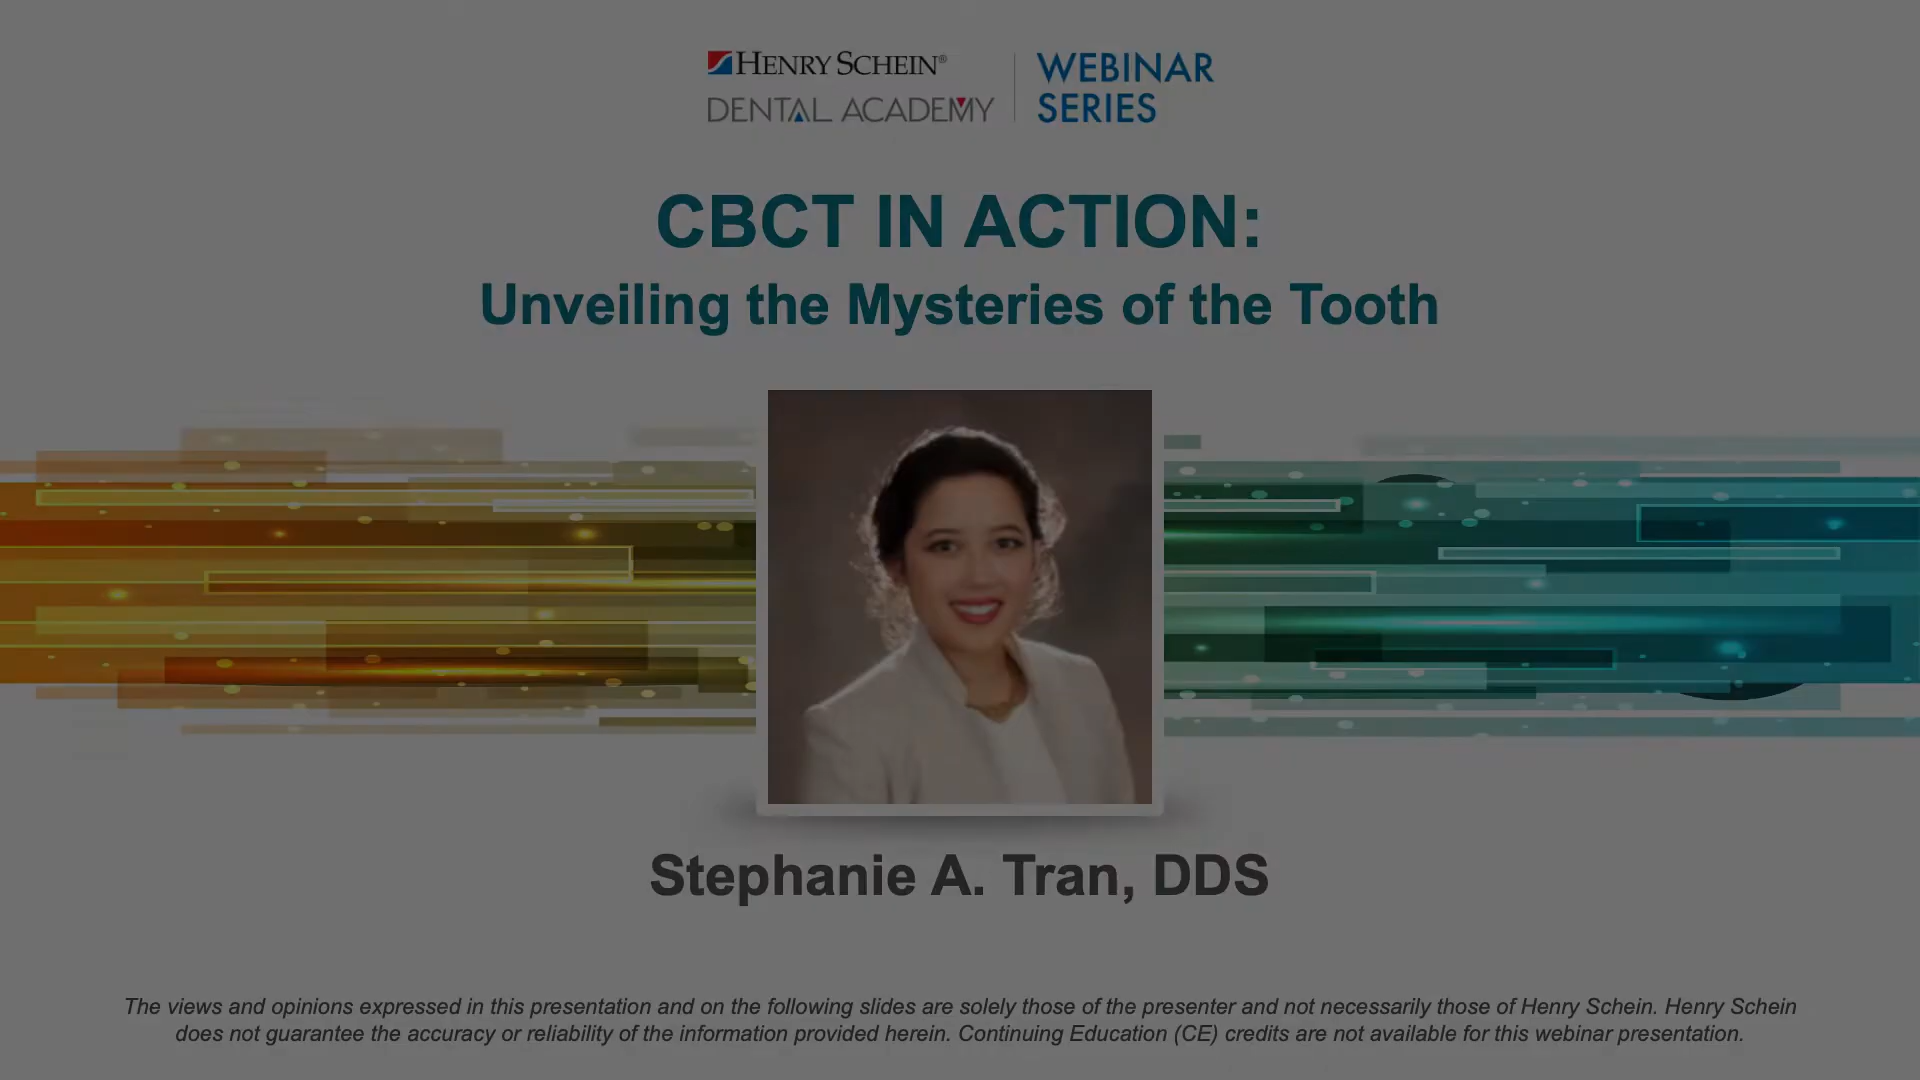 HENRY SCHEIN®
DENTAL ACADEMY
WEBINAR
SERIES
CBCT IN ACTION:
Unveiling the Mysteries of the Tooth
Stephanie A. Tran, DDS
The views and opinions expressed in this presentation and on the following slides are solely those of the presenter and not necessarily those of Henry Schein. Henry Schein
does not guarantee the accuracy or reliability of the information provided herein. Continuing Education (CE) credits are not available for this webinar presentation.